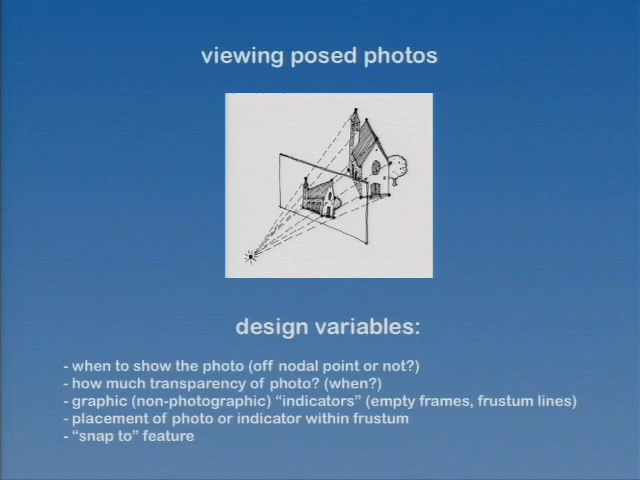 viewing posed photos
design variables:
- when to show the photo (off nodal point or not?)
- how much transparency of photo? (when?)
- graphic (non-photographic) “indicators” (empty frames, frustum lines)
- placement of photo or indicator within frustum
- “snap to” feature